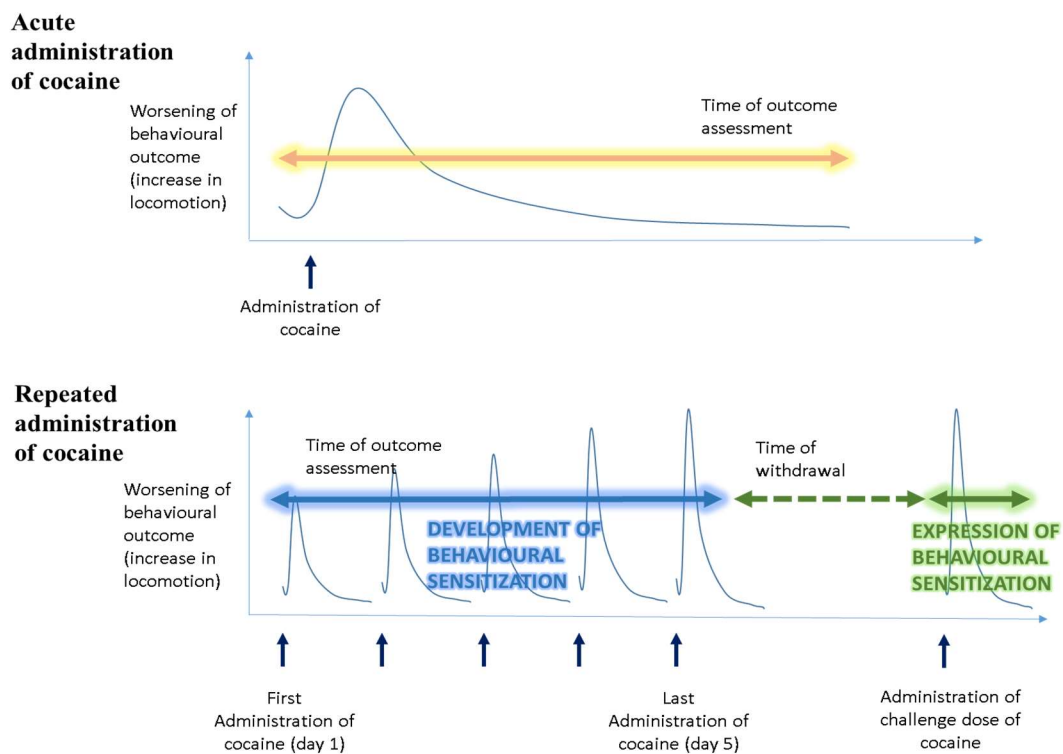 Acute
administration
of cocaine
Worsening of
behavioural
outcome
(increase in
locomotion)
Time of outcome
assessment
Administration of
cocaine
Repeated
administration
of cocaine
Worsening of
behavioural
outcome
(increase in
locomotion)
Time of outcome
assessment
DEVELOPMENT OF
BEHAVIOURAL
SENSITIZATION
Time of
withdrawal
EXPRESSION OF
BEHAVIOURAL
SENSITIZATION
First
Administration of
cocaine (day 1)
Last
Administration of
cocaine (day 5)
Administration of
challenge dose of
cocaine